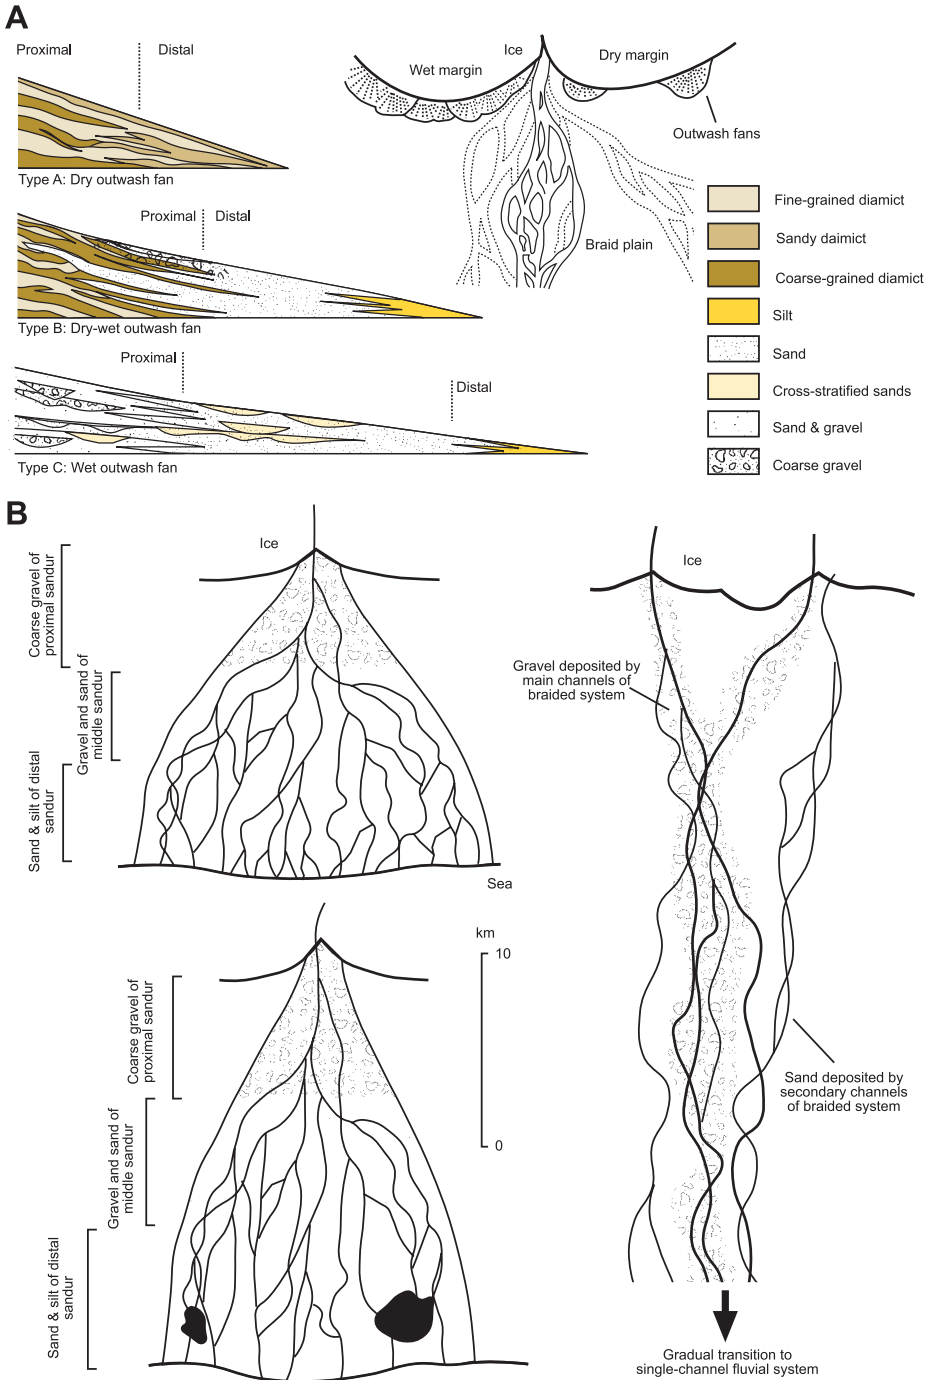 A
Proximal
Distal
Type A: Dry outwash fan
Proximal
Distal
Type B: Dry-wet outwash fan
Proximal
Distal
Type C: Wet outwash fan
Ice
Wet margin
Dry margin
Outwash fans
Braid plain
Fine-grained diamict
Sandy daimict
Coarse-grained diamict
Silt
Sand
Cross-stratified sands
Sand & gravel
Coarse gravel
B
Ice
Coarse gravel of
proximal sandur
Gravel and sand of
middle sandur
Sand & silt of distal
sandur
Sea
km
10
0
Coarse gravel of
proximal sandur
Gravel and sand of
middle sandur
Sand & silt of distal
sandur
Ice
Gravel deposited by
main channels of
braided system
Sand deposited by
secondary channels
of braided system
Gradual transition to
single-channel fluvial system